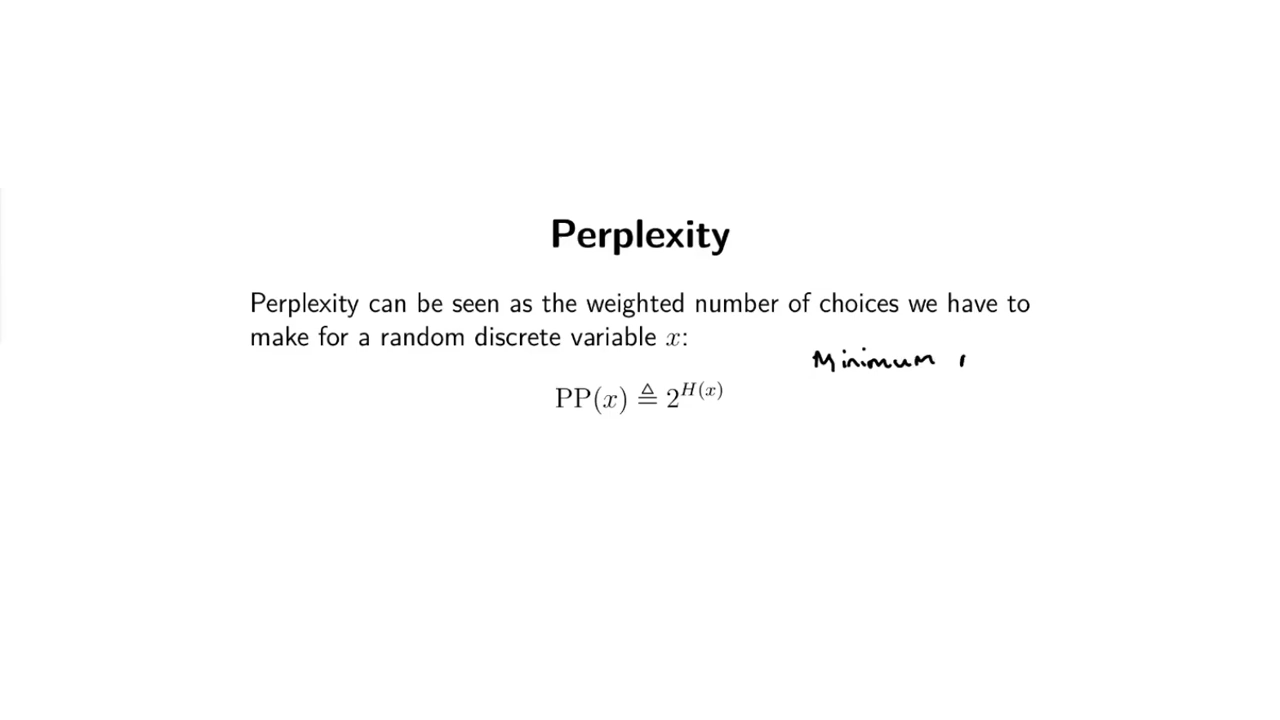 Perplexity
Perplexity can be seen as the weighted number of choices we have to
make for a random discrete variable x:
Minimum
PP(x) ≜ 2^{H(x)}